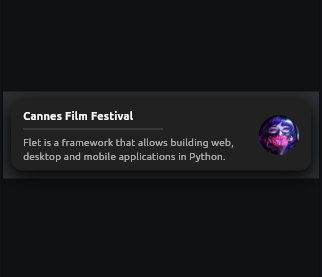 Cannes Film Festival
Flet is a framework that allows building web,
desktop and mobile applications in Python.